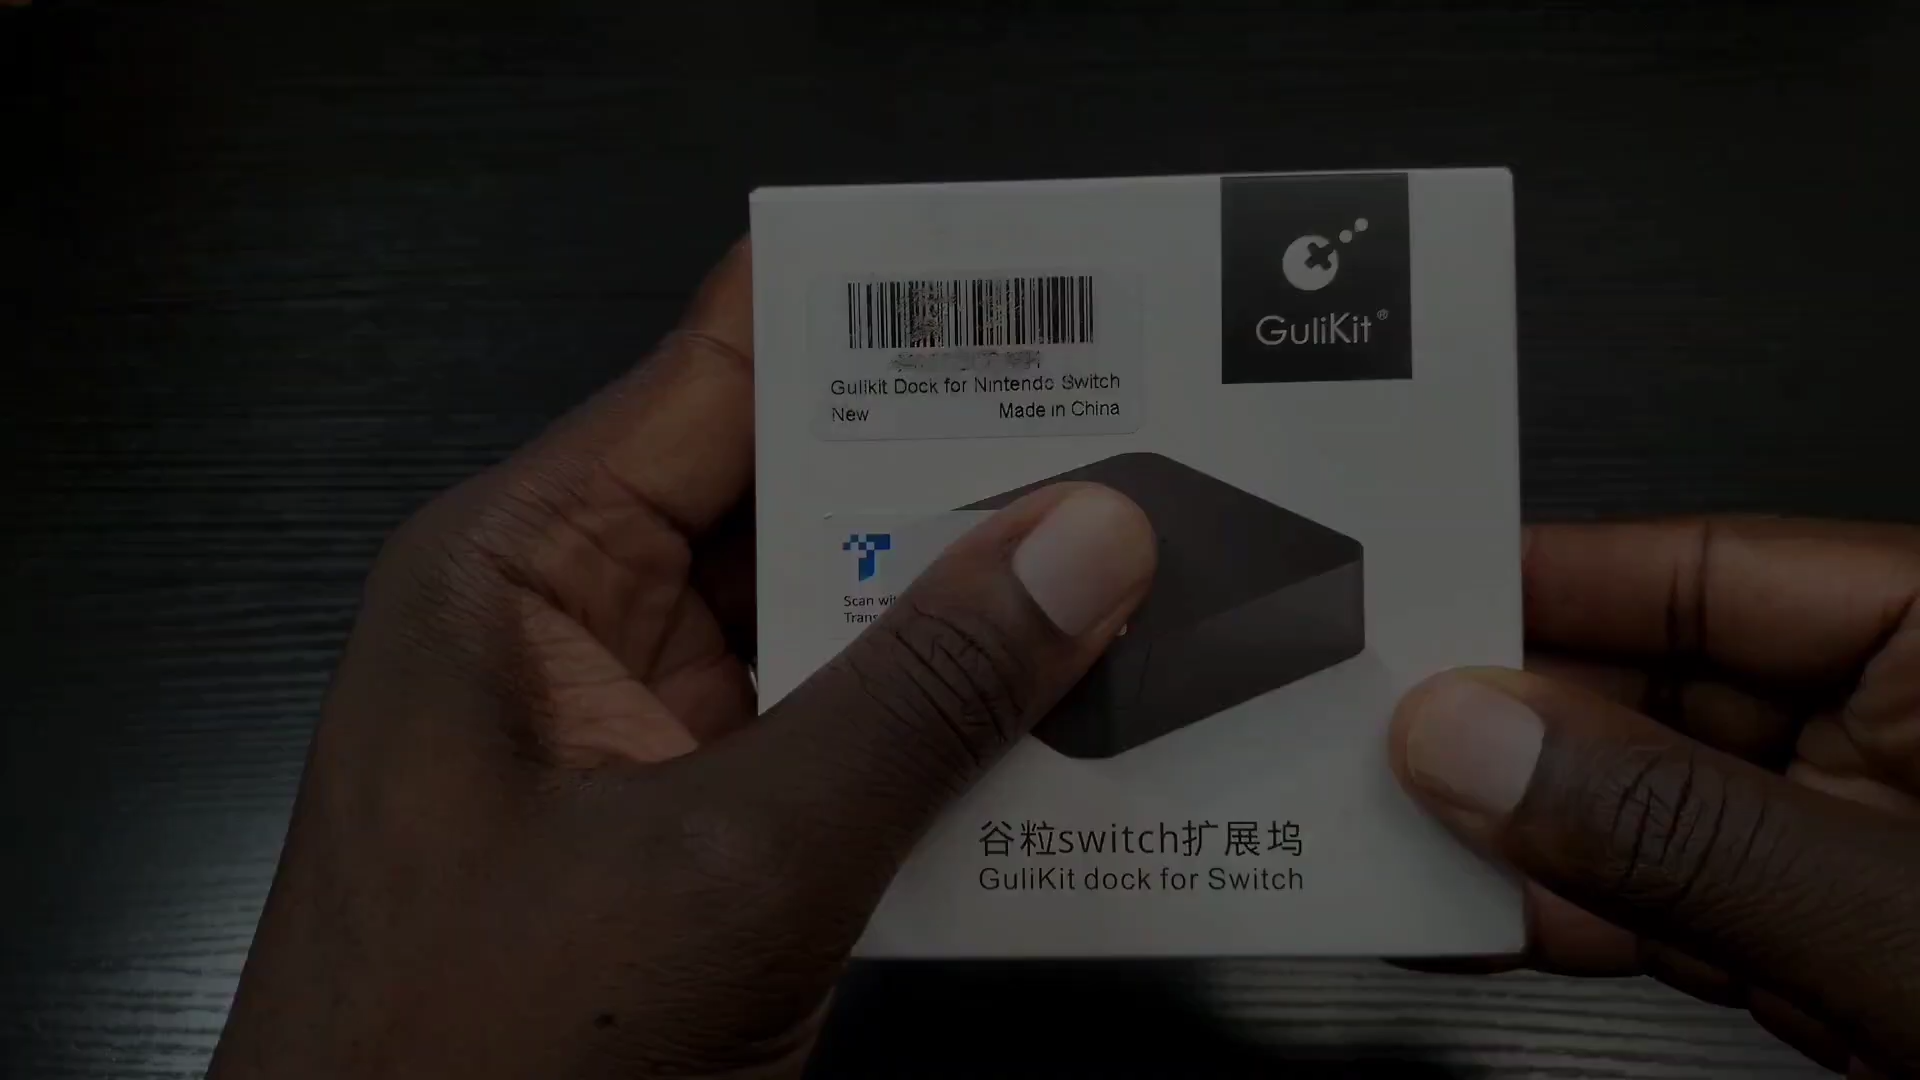 GuliKit®
Gulikit Dock for Nintendo Switch
New Made in China
Scan
谷粒switch扩展坞
GuliKit dock for Switch